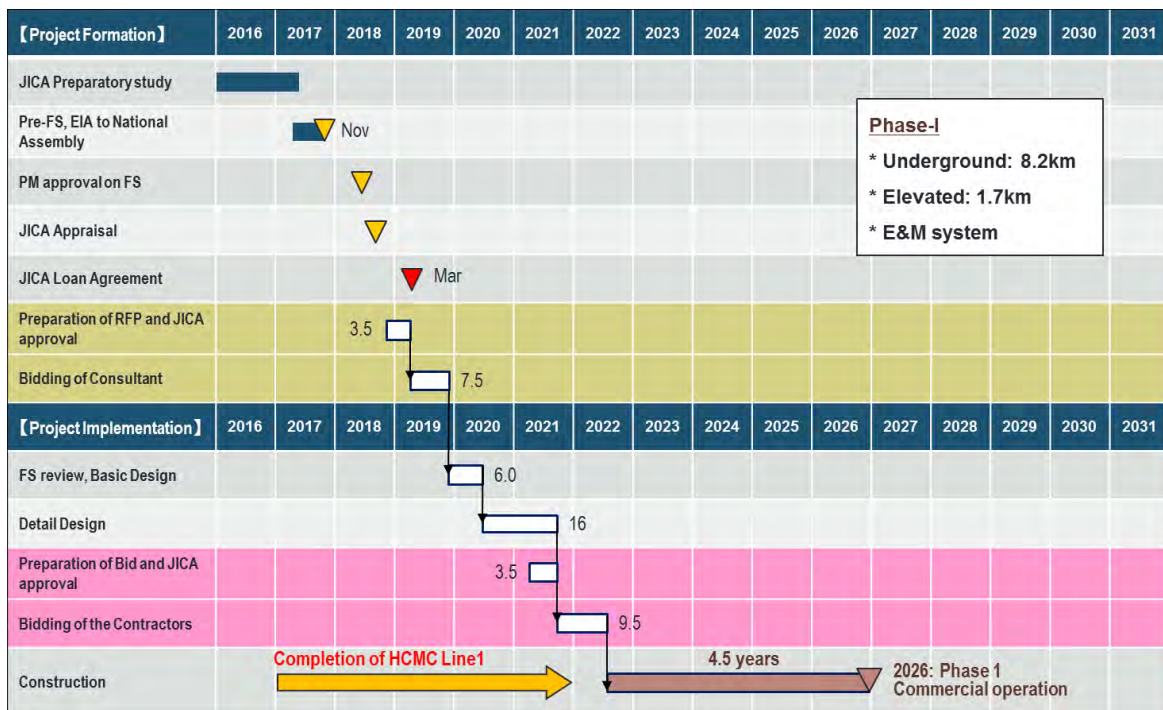 【Project Formation】 2016 2017 2018 2019 2020 2021 2022 2023 2024 2025 2026 2027 2028 2029 2030 2031
JICA Preparatory study
Pre-FS, EIA to National
Assembly
Nov
PM approval on FS
JICA Appraisal
JICA Loan Agreement
Mar
Phase-I
* Underground: 8.2km
* Elevated: 1.7km
* E&M system
Preparation of RFP and JICA
approval
3.5
Bidding of Consultant
7.5
【Project Implementation】 2016 2017 2018 2019 2020 2021 2022 2023 2024 2025 2026 2027 2028 2029 2030 2031
FS review, Basic Design
6.0
Detail Design
16
Preparation of Bid and JICA
approval
3.5
Bidding of the Contractors
9.5
Construction
Completion of HCMC Line1
4.5 years
2026: Phase 1
Commercial operation